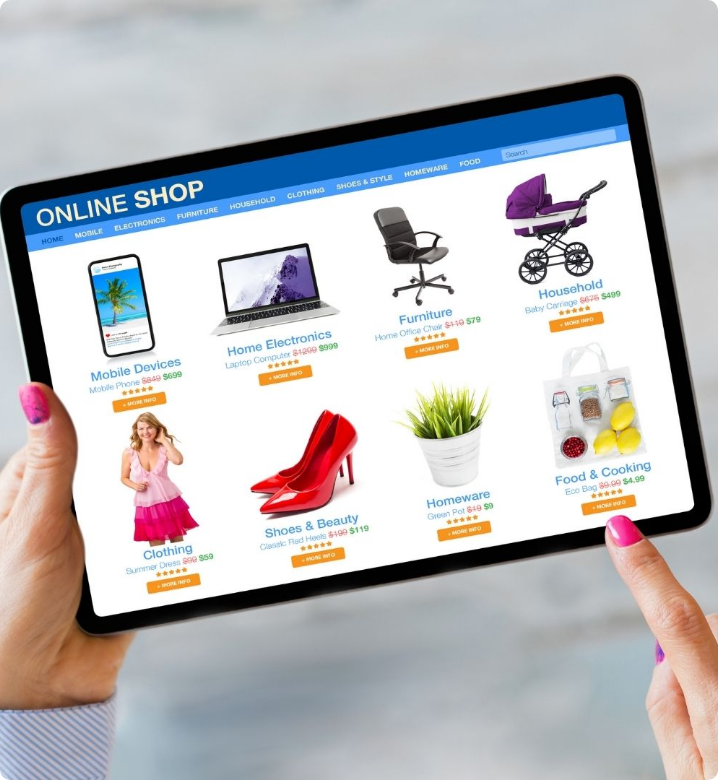 ONLINE SHOP
HOME MOBILE ELECTRONICS FURNITURE HOUSEHOLD CLOTHING SHOES & STYLE HOMEWARE FOOD Search
Mobile Devices
Mobile Phone $849 $699
+ MORE INFO
Home Electronics
Laptop Computer $1299 $999
+ MORE INFO
Furniture
Home Office Chair $119 $79
+ MORE INFO
Household
Baby Carriage $675 $499
+ MORE INFO
Clothing
Summer Dress $99 $59
+ MORE INFO
Shoes & Beauty
Classic Red Heels $199 $119
+ MORE INFO
Homeware
Green Pot $19 $9
+ MORE INFO
Food & Cooking
Eco Bag $9.99 $4.99
+ MORE INFO